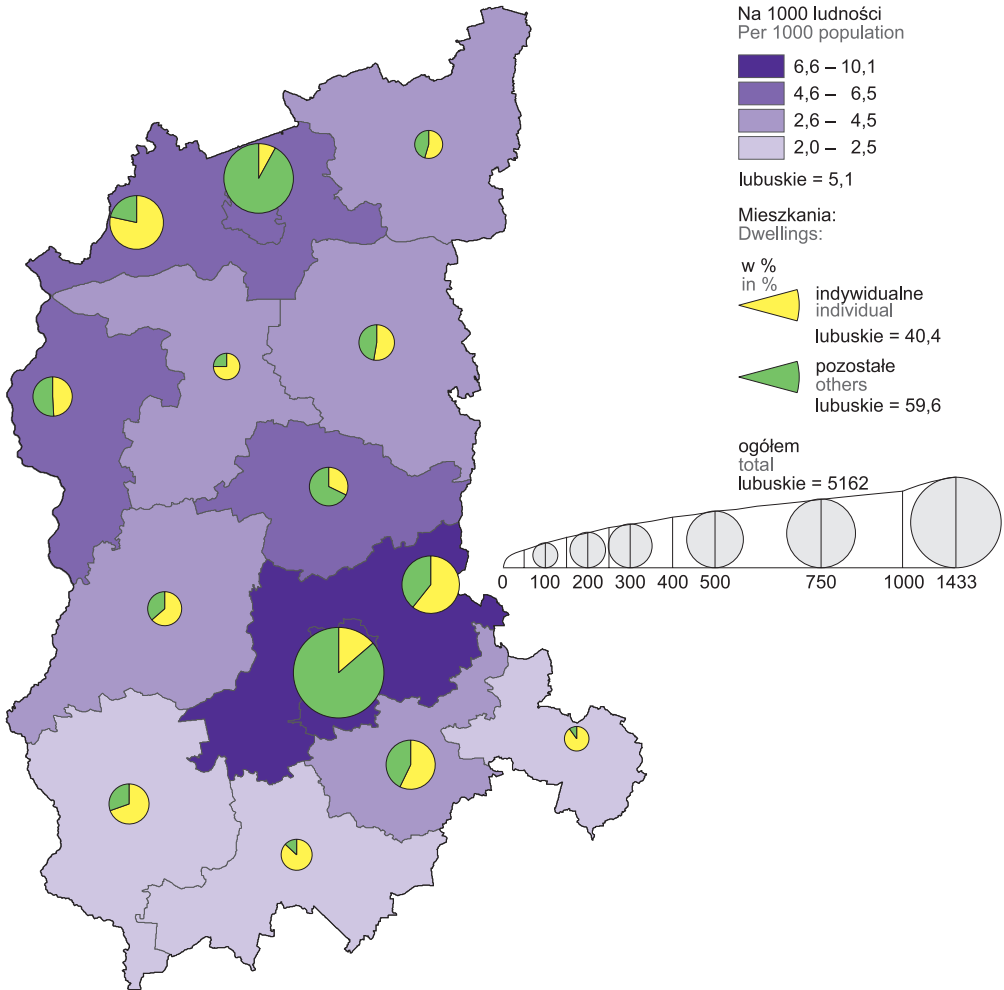 Na 1000 ludności
Per 1000 population
6,6 – 10,1
4,6 – 6,5
2,6 – 4,5
2,0 – 2,5
lubuskie = 5,1
Mieszkania:
Dwellings:
w %
in %
indywidualne
individual
lubuskie = 40,4
pozostałe
others
lubuskie = 59,6
ogółem
total
lubuskie = 5162
0 100 200 300 400 500 750 1000 1433